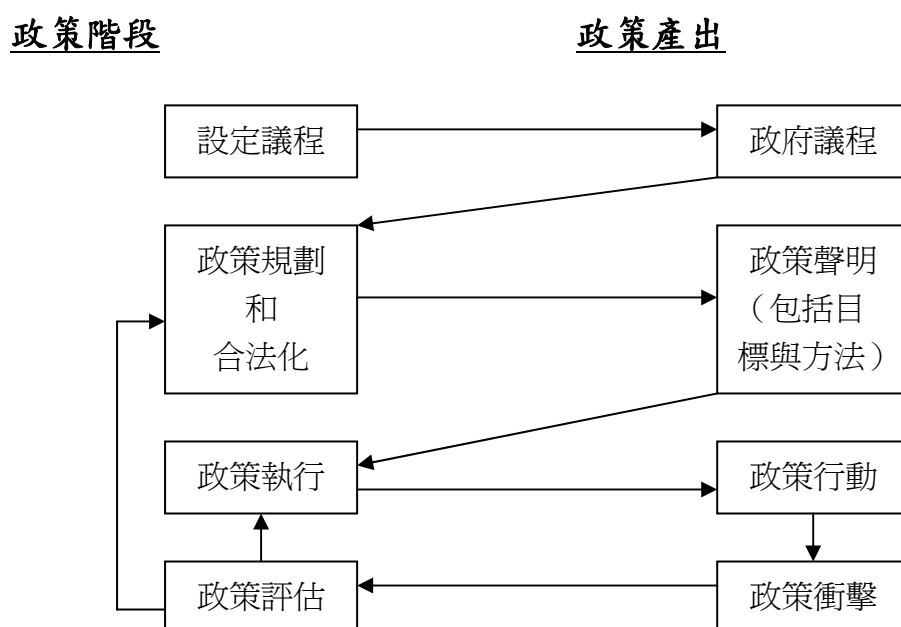 政策階段
政策產出
設定議程
政府議程
政策規劃
和
合法化
政策聲明
（包括目
標與方法）
政策執行
政策行動
政策評估
政策衝擊